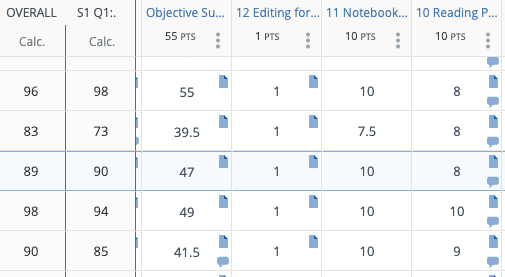 OVERALL S1 Q1:. Objective Su... 12 Editing for... 11 Notebook... 10 Reading P...
Calc. Calc. 55 PTS 1 PTS 10 PTS 10 PTS
96 98 55 1 10 8
83 73 39.5 1 7.5 8
89 90 47 1 10 8
98 94 49 1 10 10
90 85 41.5 1 10 9